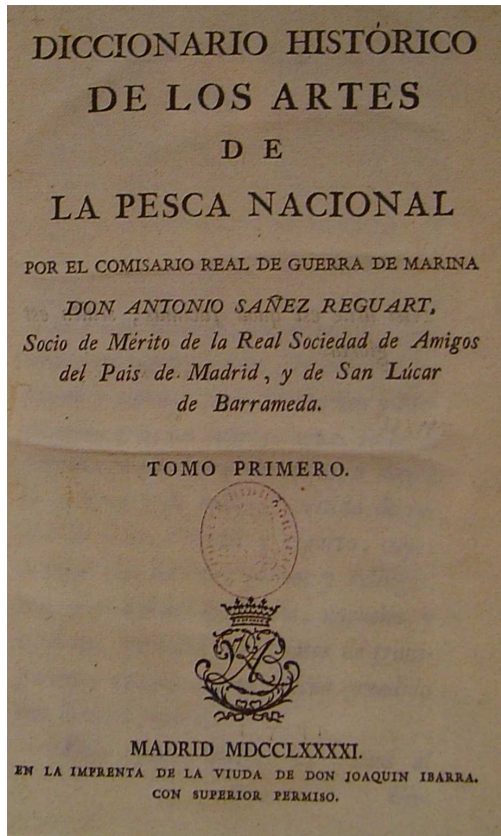 DICCIONARIO HISTÓRICO
DE LOS ARTES
DE
LA PESCA NACIONAL
POR EL COMISARIO REAL DE GUERRA DE MARINA
DON ANTONIO SAÑEZ REGUART,
Socio de Mérito de la Real Sociedad de Amigos
del Pais de Madrid, y de San Lúcar
de Barrameda.
TOMO PRIMERO.
MADRID MDCCLXXXXI.
EN LA IMPRENTA DE LA VIUDA DE DON JOAQUIN IBARRA.
CON SUPERIOR PERMISO.